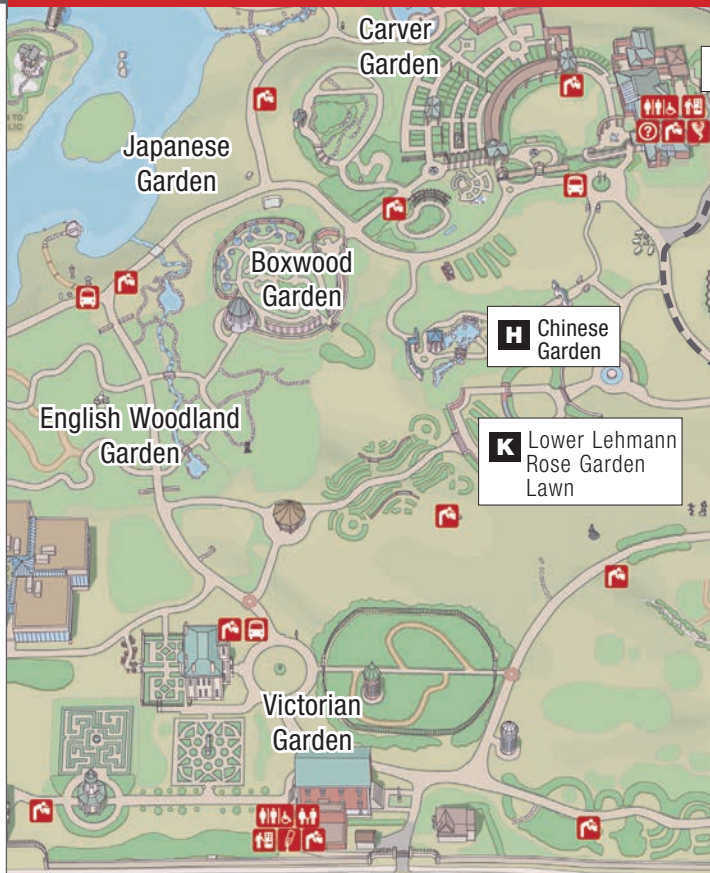 Carver
Garden
Japanese
Garden
Boxwood
Garden
H Chinese
Garden
English Woodland
Garden
K Lower Lehmann
Rose Garden
Lawn
Victorian
Garden
?